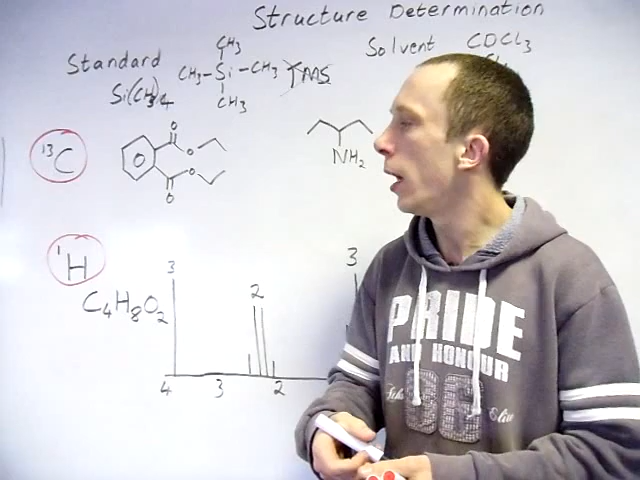 Structure Determination
Standard
CH3
CH3-Si-CH3
CH3
TMS
Si(CH3)4
Solvent CDCl3
13C
O
O
O
O
NH2
1H
C4H8O2
3
2
3
4 3 2
PRIDE
AND HONOUR
06